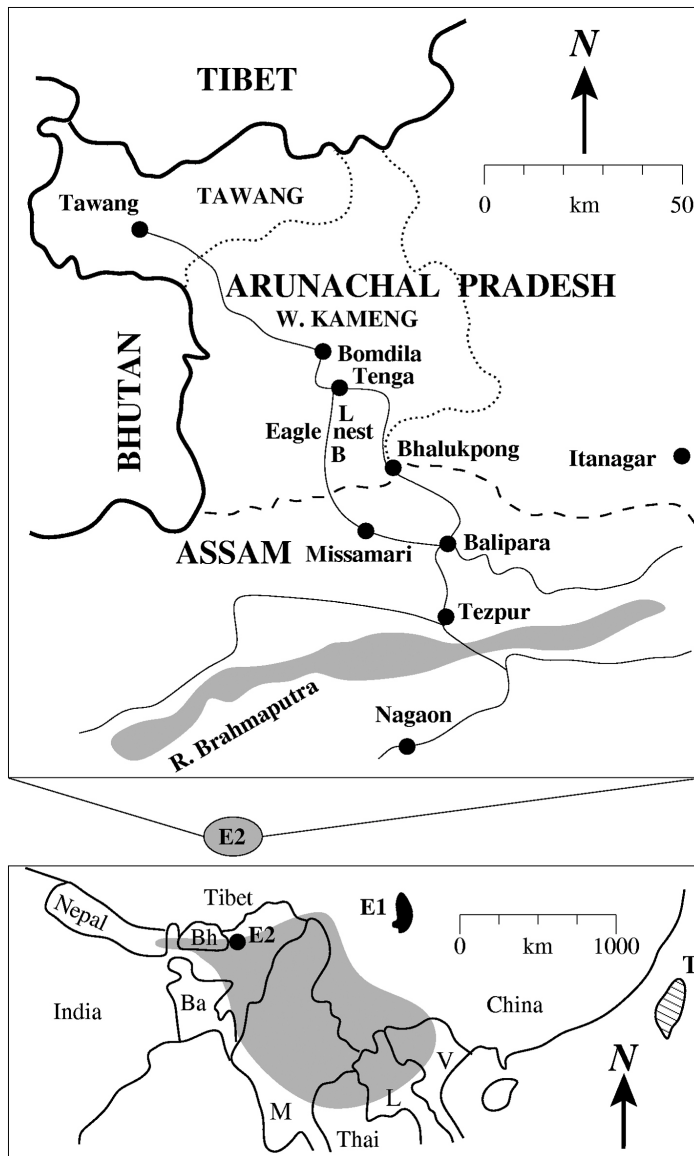 TIBET
N
0 km 50
Tawang
TAWANG
ARUNACHAL PRADESH
W. KAMENG
BHUTAN
Bomdila
Tenga
L
Eagle nest
B
Bhalukpong
Itanagar
ASSAM
Missamari
Balipara
Tezpur
R. Brahmaputra
Nagaon
E2
Nepal
Tibet
E1
0 km 1000
Bh
E2
T
India
Ba
China
V
N
M
L
Thai